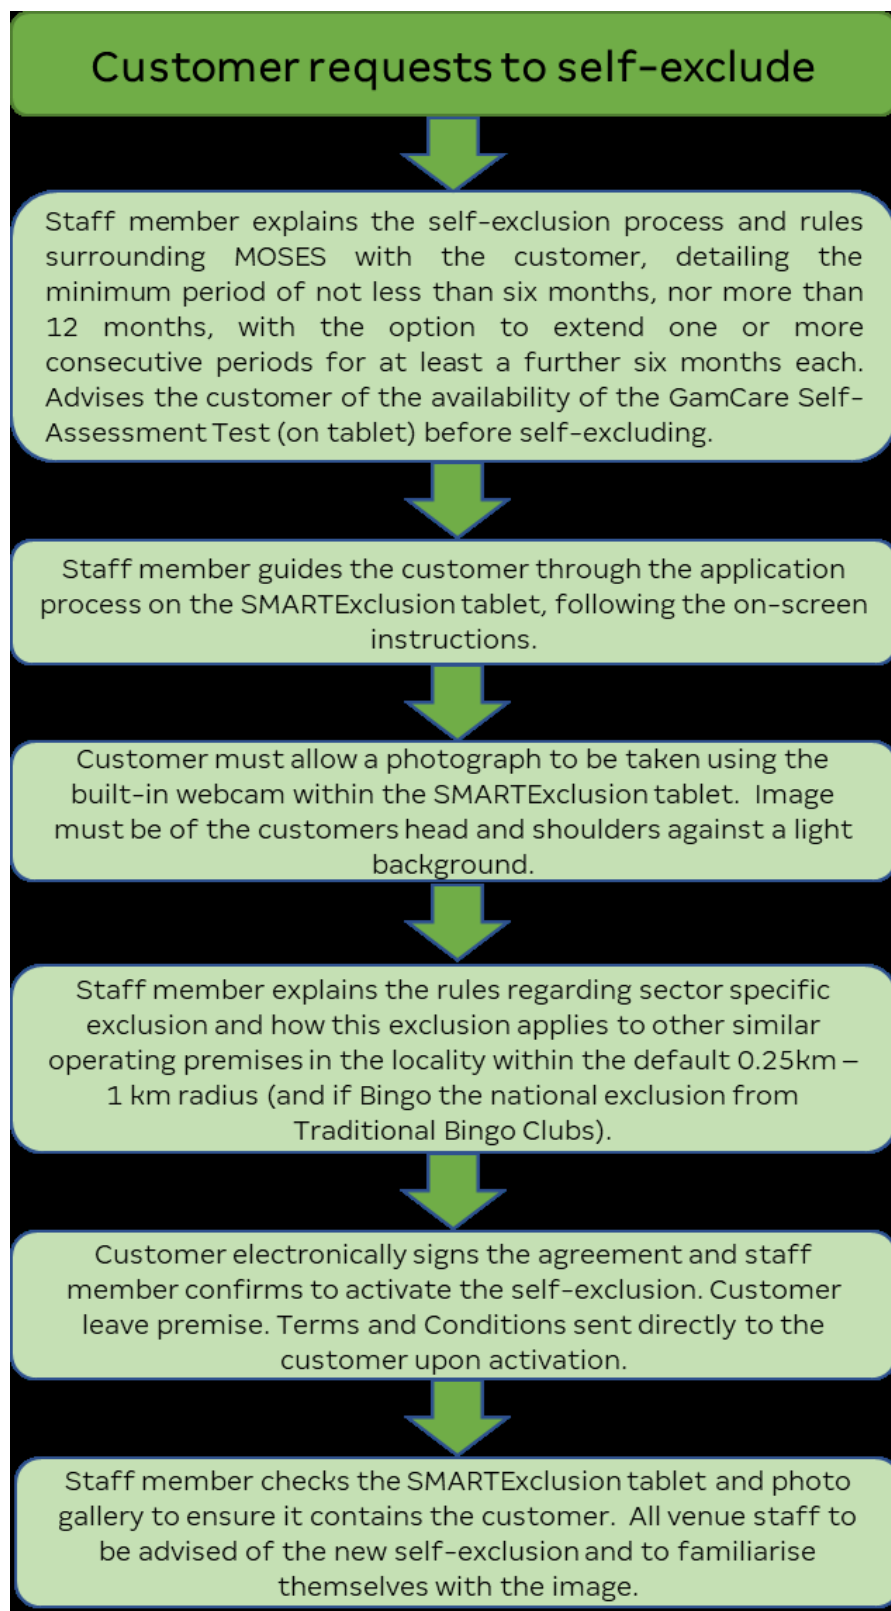 Customer requests to self-exclude
Staff member explains the self-exclusion process and rules
surrounding MOSES with the customer, detailing the
minimum period of not less than six months, nor more than
12 months, with the option to extend one or more
consecutive periods for at least a further six months each.
Advises the customer of the availability of the GamCare Self-
Assessment Test (on tablet) before self-excluding.
Staff member guides the customer through the application
process on the SMARTExclusion tablet, following the on-screen
instructions.
Customer must allow a photograph to be taken using the
built-in webcam within the SMARTExclusion tablet.  Image
must be of the customers head and shoulders against a light
background.
Staff member explains the rules regarding sector specific
exclusion and how this exclusion applies to other similar
operating premises in the locality within the default 0.25km –
1 km radius (and if Bingo the national exclusion from
Traditional Bingo Clubs).
Customer electronically signs the agreement and staff
member confirms to activate the self-exclusion. Customer
leave premise. Terms and Conditions sent directly to the
customer upon activation.
Staff member checks the SMARTExclusion tablet and photo
gallery to ensure it contains the customer.  All venue staff to
be advised of the new self-exclusion and to familiarise
themselves with the image.